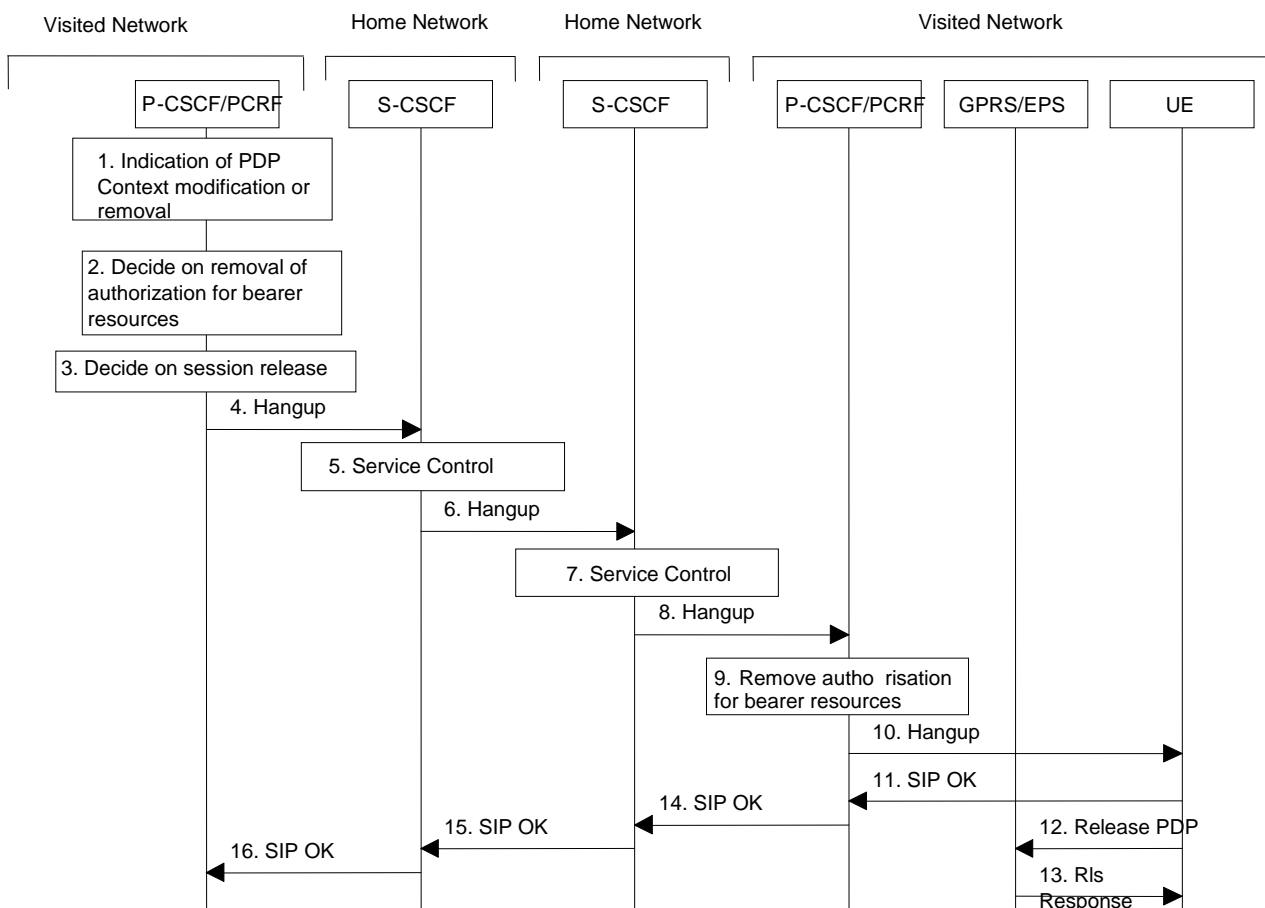 Visited Network
Home Network
Home Network
Visited Network
P-CSCF/PCRF
S-CSCF
S-CSCF
P-CSCF/PCRF
GPRS/EPS
UE
1. Indication of PDP
Context modification or
removal
2. Decide on removal of
authorization for bearer
resources
3. Decide on session release
4. Hangup
5. Service Control
6. Hangup
7. Service Control
8. Hangup
9. Remove autho risation
for bearer resources
10. Hangup
11. SIP OK
14. SIP OK
15. SIP OK
12. Release PDP
16. SIP OK
13. Rls
Response